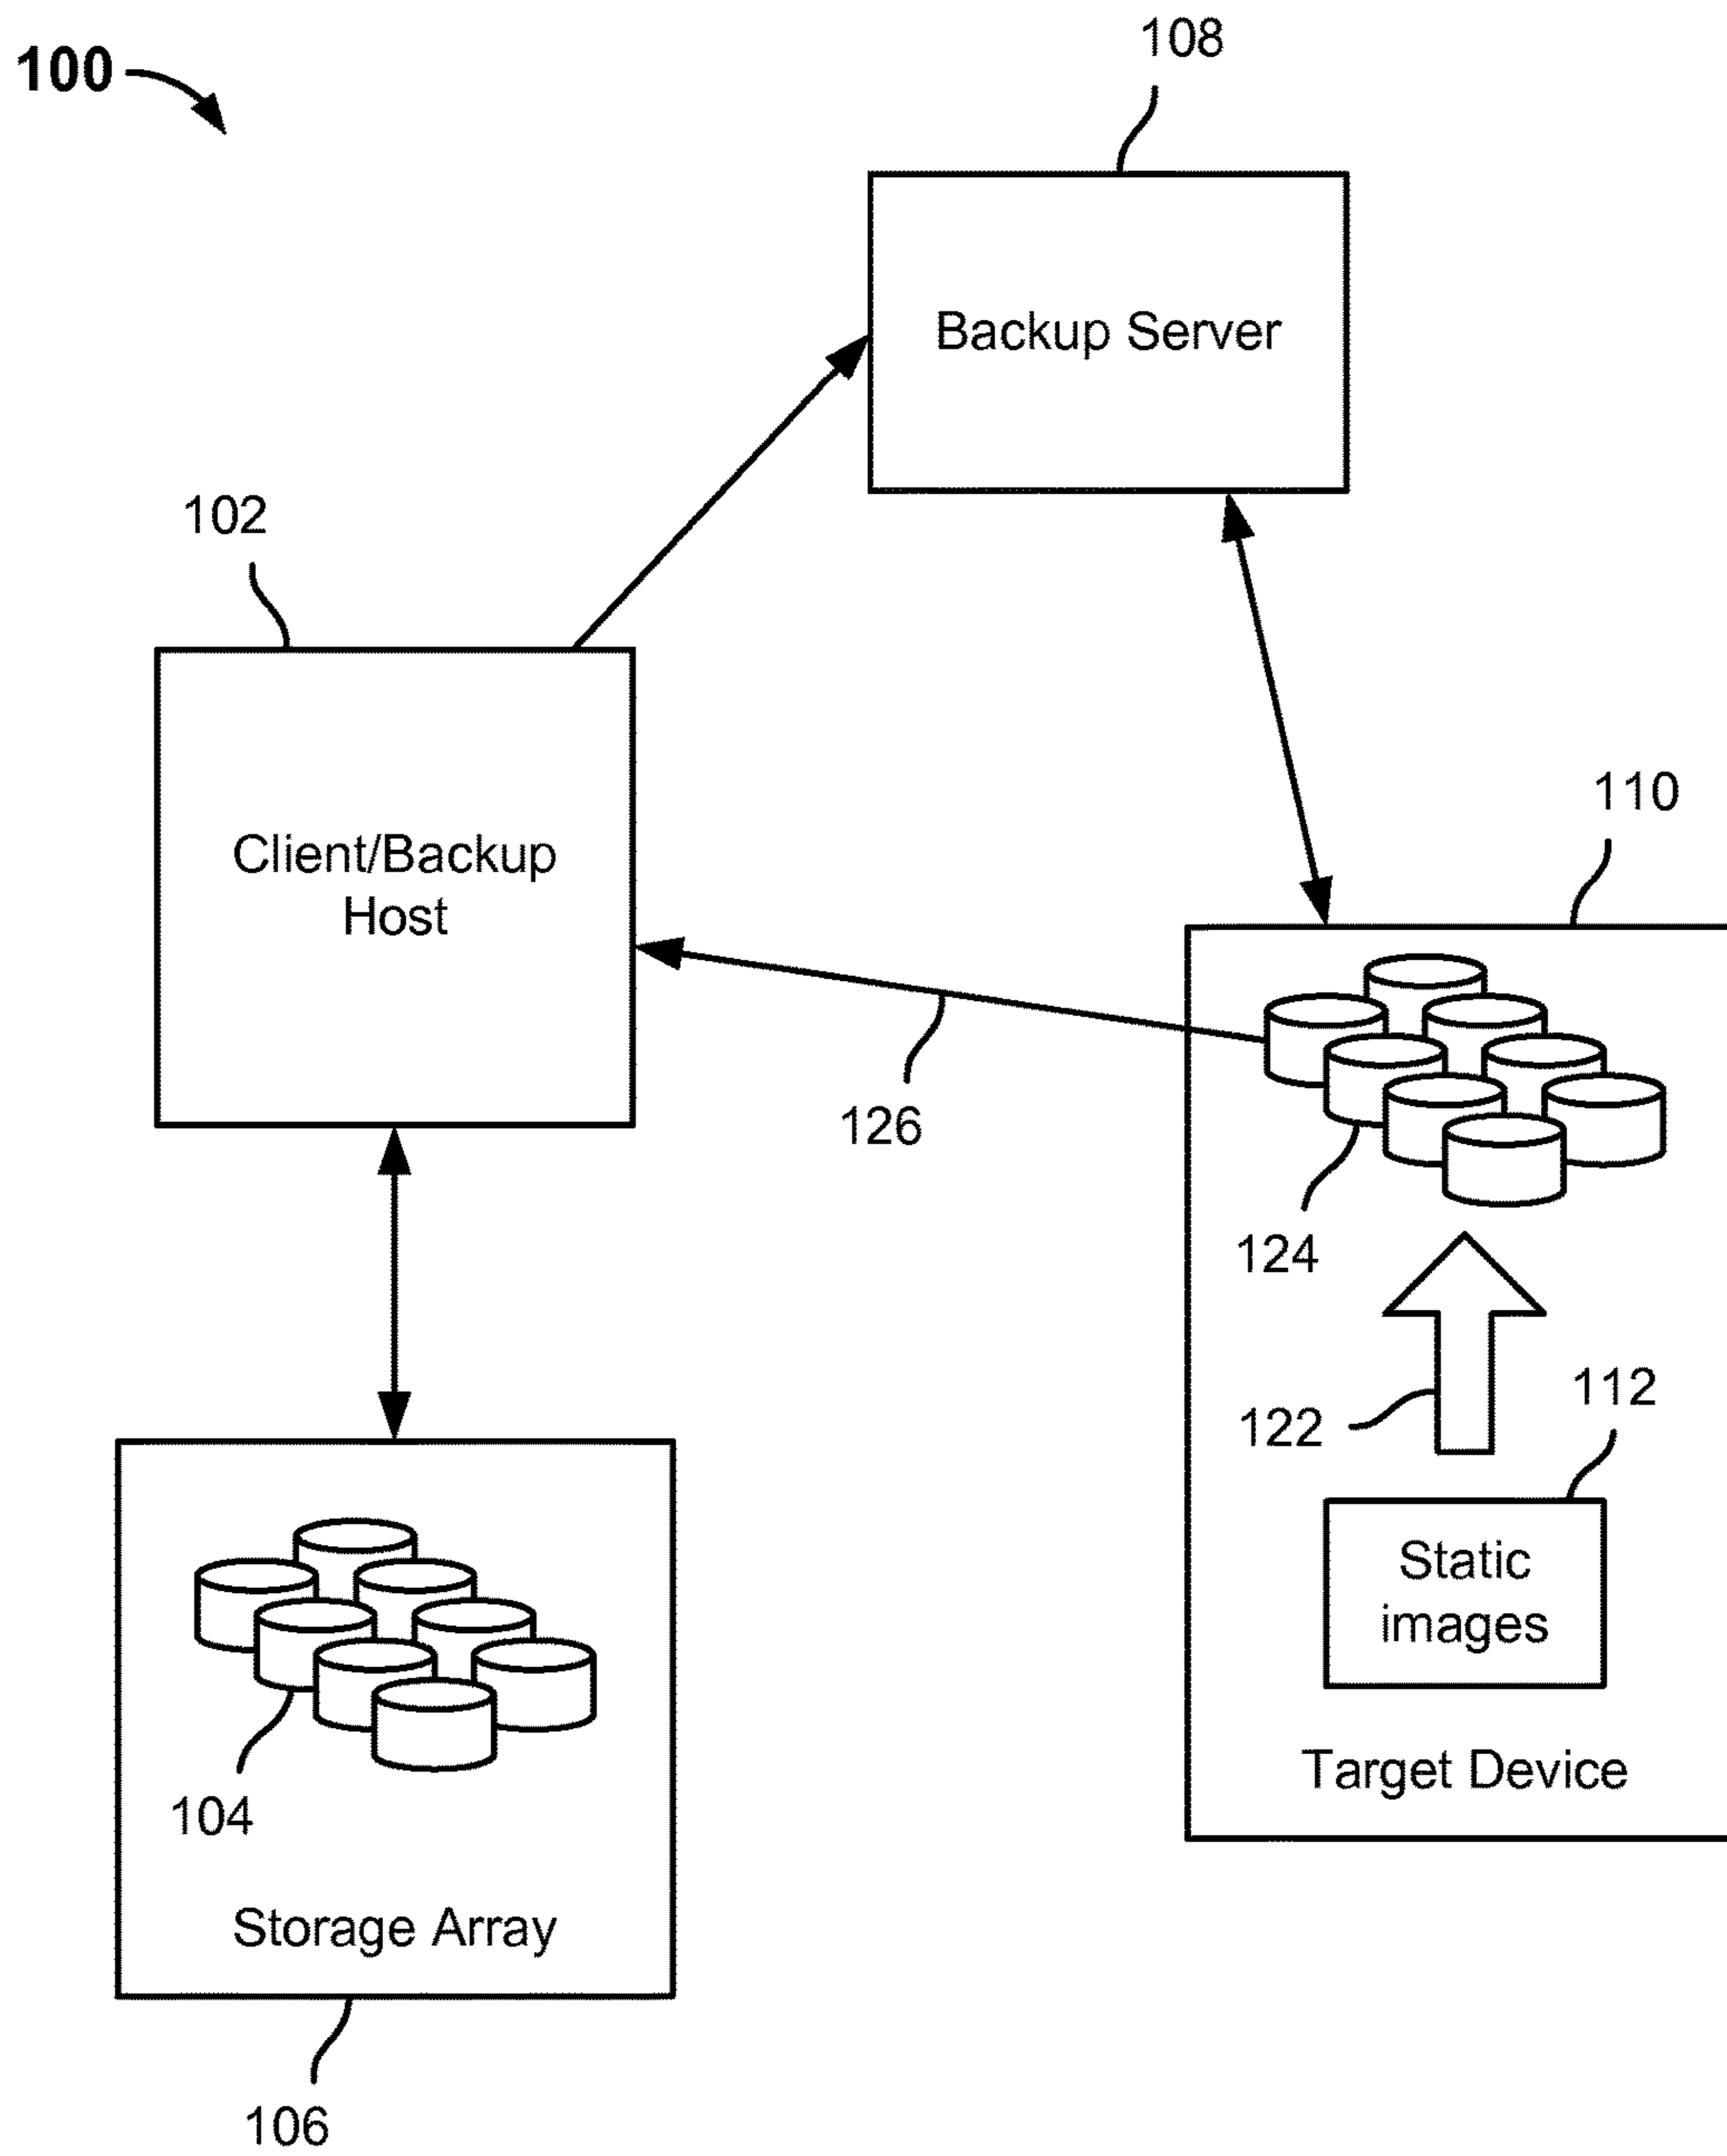 100
108
Backup Server
102
110
Client/Backup
Host
126
124
112
122
Static
images
104
Target Device
Storage Array
106